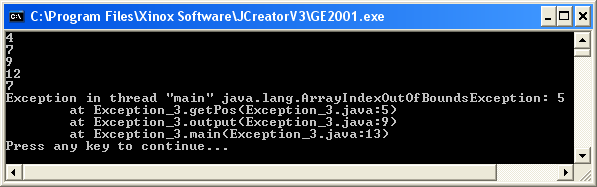 C:\Program Files\Xinox Software\JCreatorV3\GE2001.exe
4
7
9
12
7
Exception in thread "main" java.lang.ArrayIndexOutOfBoundsException: 5
at Exception_3.getPos(Exception_3.java:5)
at Exception_3.output(Exception_3.java:9)
at Exception_3.main(Exception_3.java:13)
Press any key to continue...